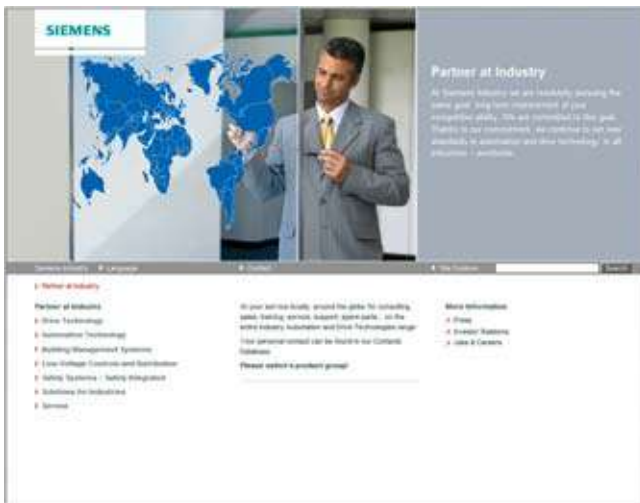 SIEMENS
Partner at Industry
At Siemens Industry we are resolutely pursuing the
same goal: long-term improvement of your
competitive ability. We are committed to this goal.
Thanks to our commitment, we continue to set new
standards in automation and drive technology. In all
industries – worldwide.
Siemens Industry Language Contact Site Explorer Search
Partner at Industry
Partner at Industry
Drive Technology
Automation Technology
Building Management Systems
Low-Voltage Controls and Distribution
Safety Systems - Safety Integrated
Solutions for Industries
Service
At your service locally, around the globe for consulting,
sales, training, service, support, spare parts... on the
entire Industry Automation and Drive Technologies range.
Your personal contact can be found in our Contacts
Database.
Please select a product group!
More Information
Press
Investor Relations
Jobs & Careers